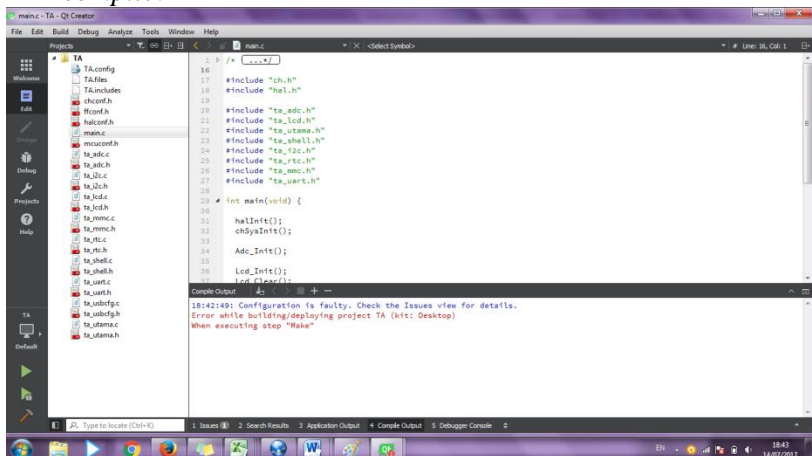 main.c - TA - Qt Creator
File Edit Build Debug Analyze Tools Window Help
Projects
main.c
<Select Symbol>
# Line: 16, Col: 1
Welcome
Edit
Design
Debug
Projects
Help
TA
Default
TA
TA.config
TA.files
TA.includes
chconf.h
ffconf.h
halconf.h
main.c
mcuconf.h
ta_adc.c
ta_adc.h
ta_i2c.c
ta_i2c.h
ta_lcd.c
ta_lcd.h
ta_mmc.c
ta_mmc.h
ta_rtc.c
ta_rtc.h
ta_shell.c
ta_shell.h
ta_uart.c
ta_uart.h
ta_usbcfg.c
ta_usbcfg.h
ta_utama.c
ta_utama.h
1 /* ...*/
16
17 #include "ch.h"
18 #include "hal.h"
19
20 #include "ta_adc.h"
21 #include "ta_lcd.h"
22 #include "ta_utama.h"
23 #include "ta_shell.h"
24 #include "ta_i2c.h"
25 #include "ta_rtc.h"
26 #include "ta_mmc.h"
27 #include "ta_uart.h"
28
29 int main(void) {
30
31 halInit();
32 chSysInit();
33
34 Adc_Init();
35
36 Lcd_Init();
37 Lcd_Clear();
Compile Output
18:42:49: Configuration is faulty. Check the Issues view for details.
Error while building/deploying project TA (kit: Desktop)
When executing step "Make"
Type to locate (Ctrl+K)
1 Issues 1 2 Search Results 3 Application Output 4 Compile Output 5 Debugger Console
EN
18:43
14/07/2017